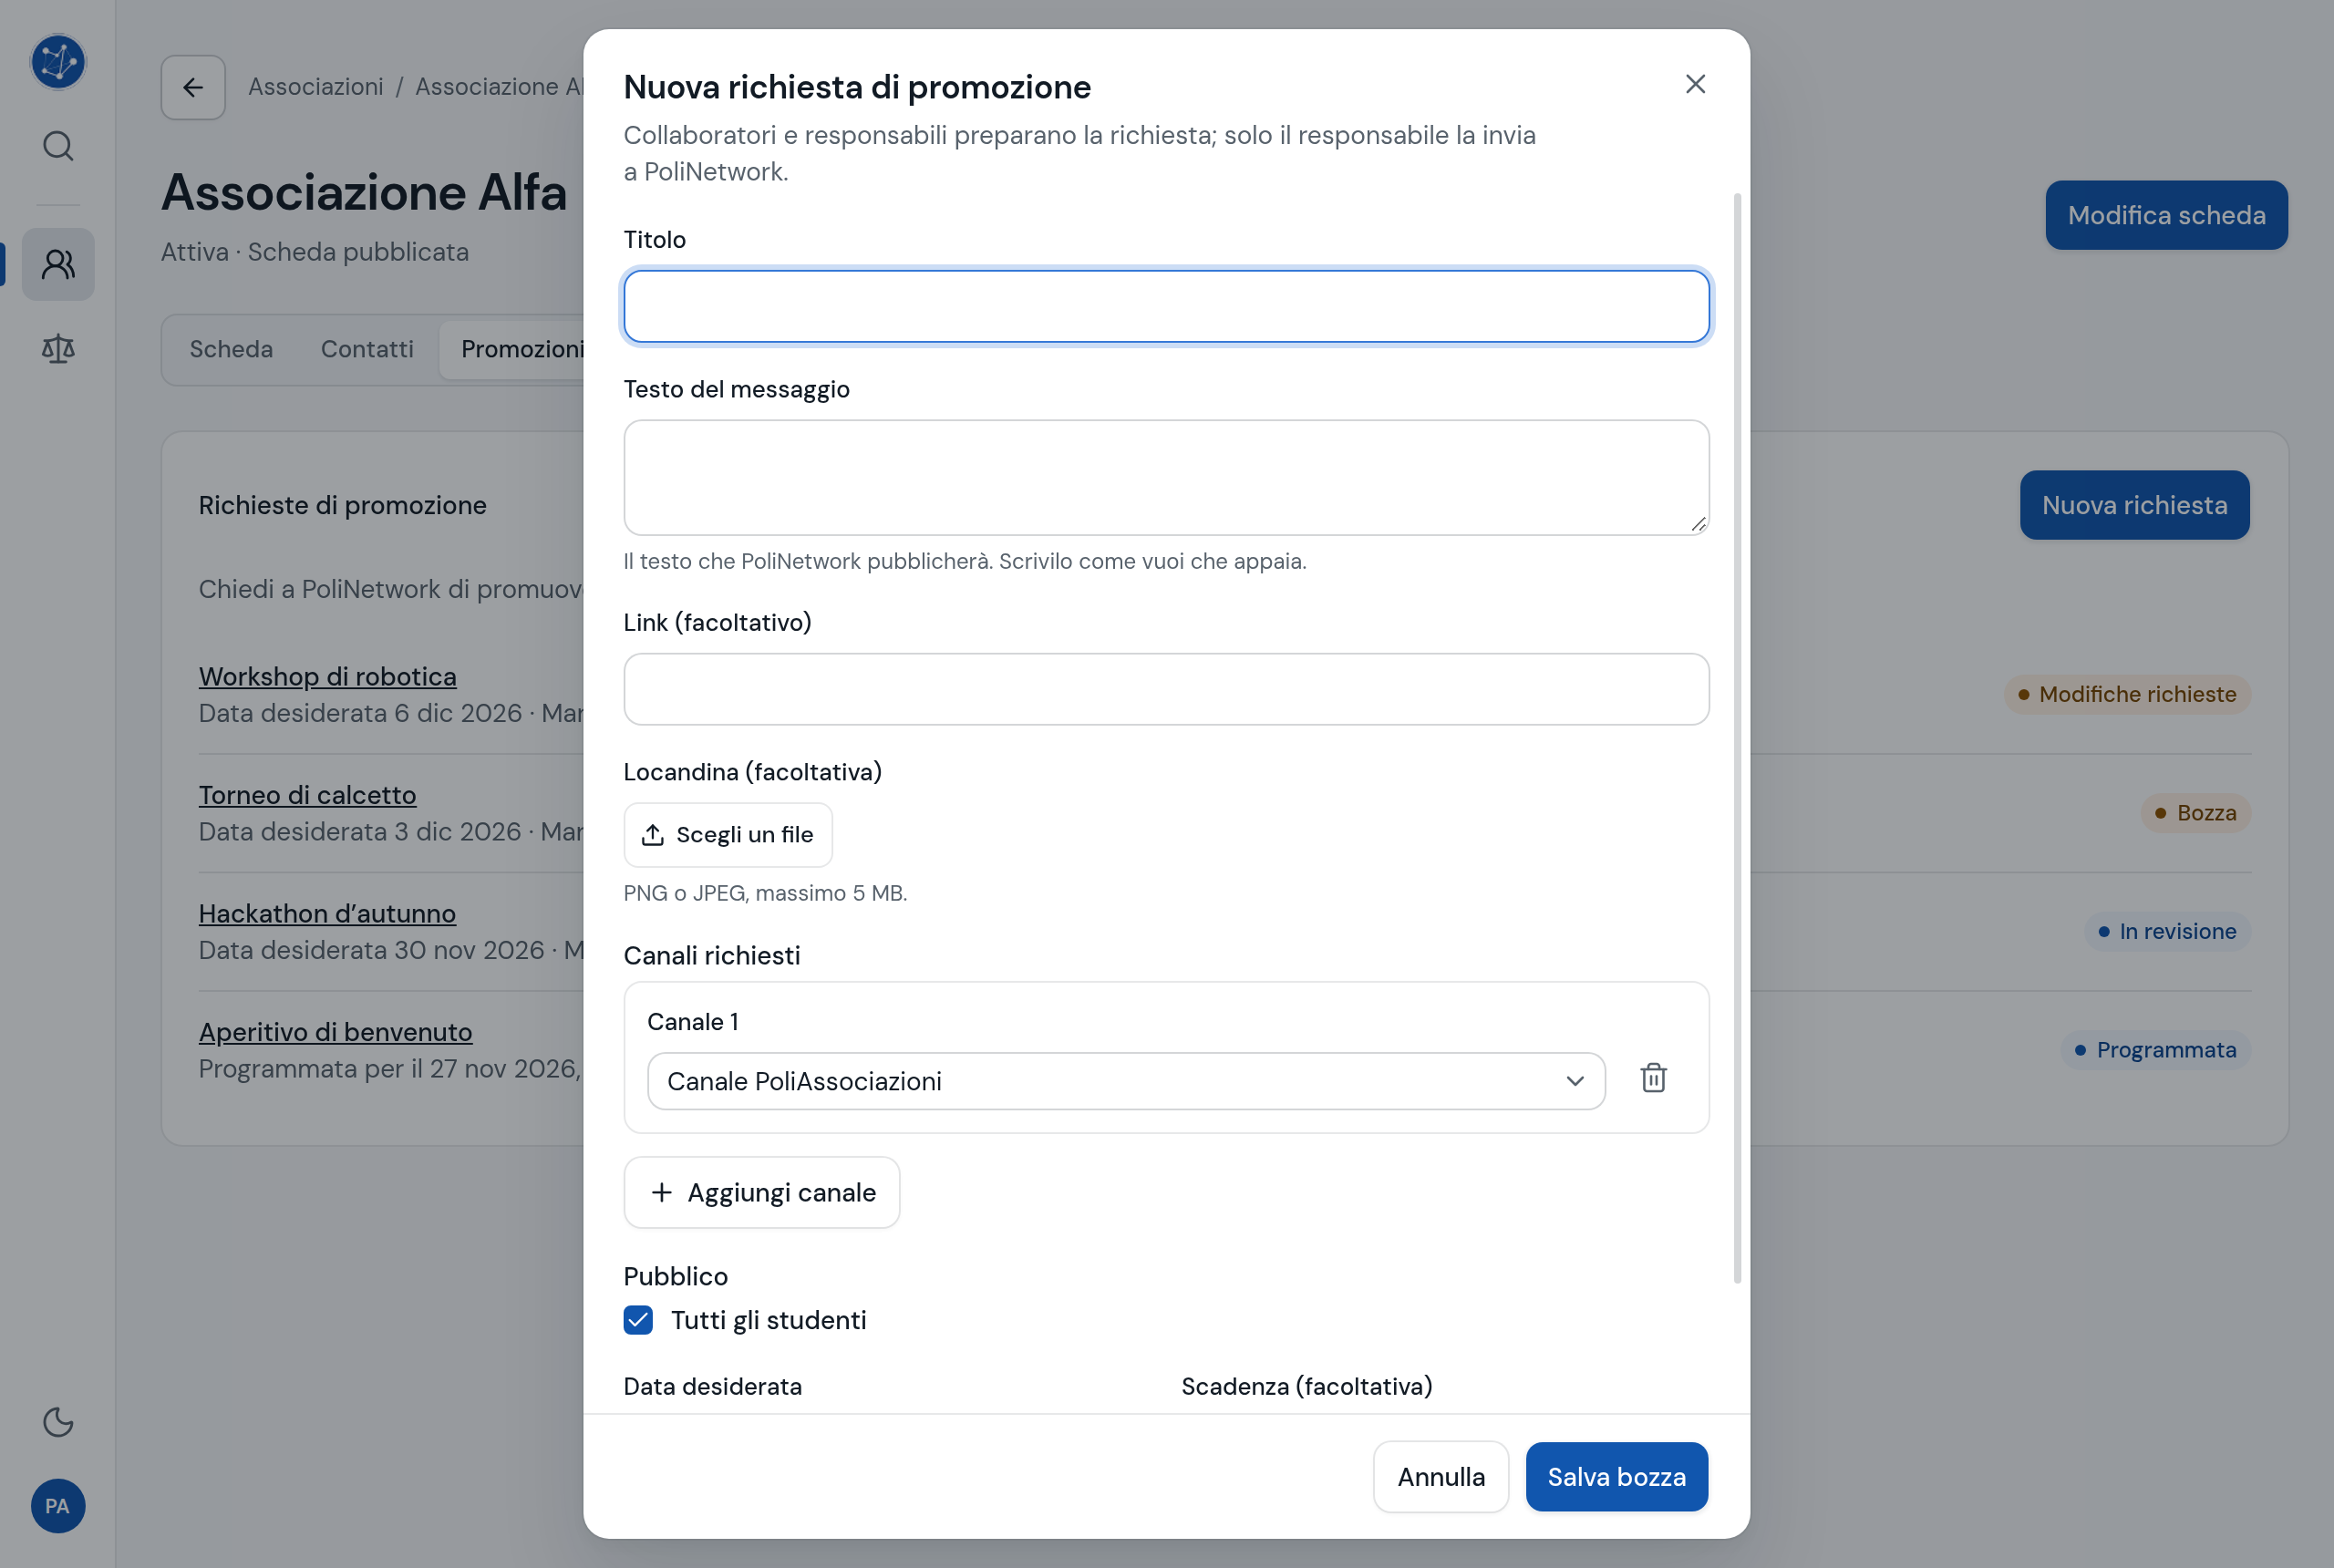 Associazioni / Associazione Al
Associazione Alfa
Attiva · Scheda pubblicata
Modifica scheda
Scheda
Contatti
Promozioni
Richieste di promozione
Nuova richiesta
Chiedi a PoliNetwork di promuov
Workshop di robotica
Data desiderata 6 dic 2026 · Mar
Modifiche richieste
Torneo di calcetto
Data desiderata 3 dic 2026 · Mar
Bozza
Hackathon d’autunno
Data desiderata 30 nov 2026 · M
In revisione
Aperitivo di benvenuto
Programmata per il 27 nov 2026,
Programmata
PA
Nuova richiesta di promozione
Collaboratori e responsabili preparano la richiesta; solo il responsabile la invia
a PoliNetwork.
Titolo
Testo del messaggio
Il testo che PoliNetwork pubblicherà. Scrivilo come vuoi che appaia.
Link (facoltativo)
Locandina (facoltativa)
Scegli un file
PNG o JPEG, massimo 5 MB.
Canali richiesti
Canale 1
Canale PoliAssociazioni
Aggiungi canale
Pubblico
Tutti gli studenti
Data desiderata
Scadenza (facoltativa)
Annulla
Salva bozza